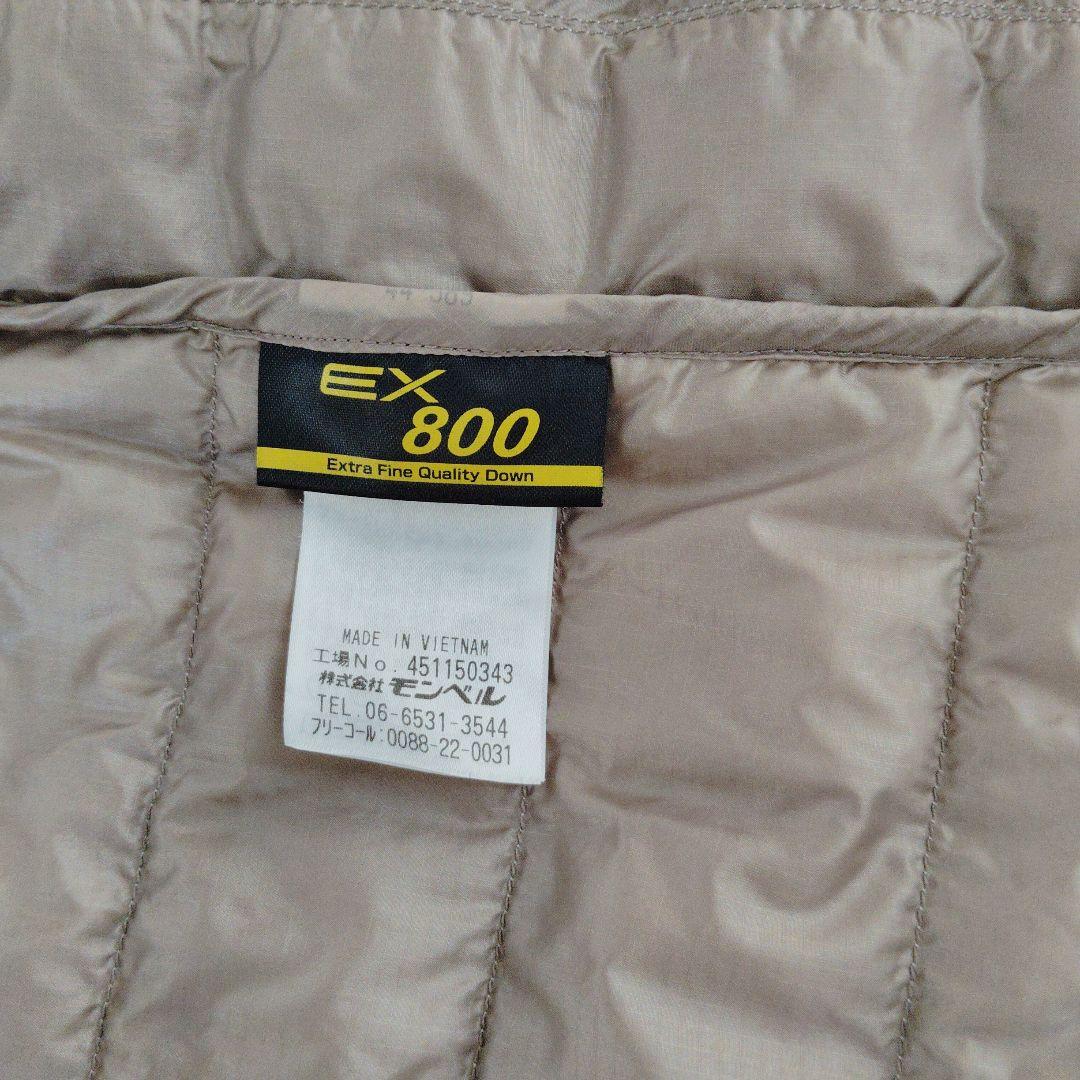 EX
800
Extra Fine Quality Down
MADE IN VIETNAM
工場No.451150343
株式会社 モンベル
TEL.06-6531-3544
フリーコール:0088-22-0031